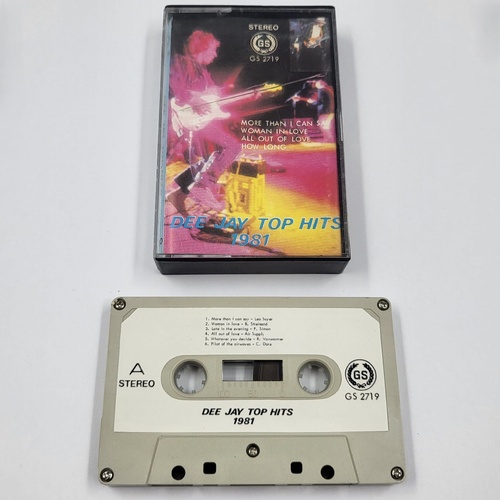 STEREO
GS
GS 2719
MORE THAN I CAN SAY
WOMAN IN LOVE
ALL OUT OF LOVE
HOW LONG
DEE JAY TOP HITS
1981
1. More than I can say - Leo Sayer
2. Woman in love - B. Streisand
3. Late in the evening - P. Simon
4. All out of love - Air Supply
5. Whenever you decide - R. Vanwarmer
6. Pilot of the airwaves - C. Dore
A
STEREO
GS
GS 2719
DEE JAY TOP HITS
1981